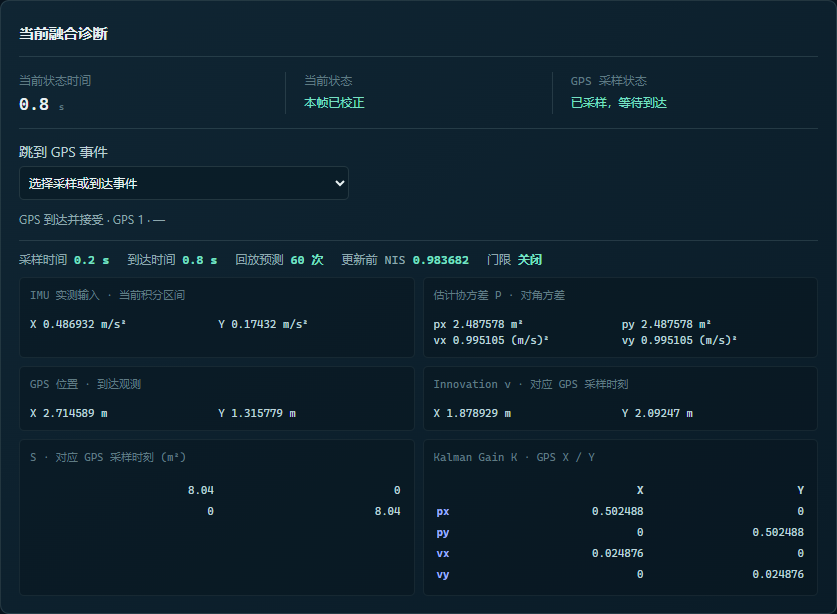 当前融合诊断
当前状态时间 当前状态 GPS 采样状态
0.8 s 本帧已校正 已采样，等待到达
跳到 GPS 事件
选择采样或到达事件
GPS 到达并接受 · GPS 1 · —
采样时间 0.2 s 到达时间 0.8 s 回放预测 60 次 更新前 NIS 0.983682 门限 关闭
IMU 实测输入 · 当前积分区间
X 0.486932 m/s² Y 0.17432 m/s²
估计协方差 P · 对角方差
px 2.487578 m² py 2.487578 m²
vx 0.995105 (m/s)² vy 0.995105 (m/s)²
GPS 位置 · 到达观测
X 2.714589 m Y 1.315779 m
Innovation ν · 对应 GPS 采样时刻
X 1.878929 m Y 2.09247 m
S · 对应 GPS 采样时刻 (m²)
8.04 0
0 8.04
Kalman Gain K · GPS X / Y
X Y
px 0.502488 0
py 0 0.502488
vx 0.024876 0
vy 0 0.024876